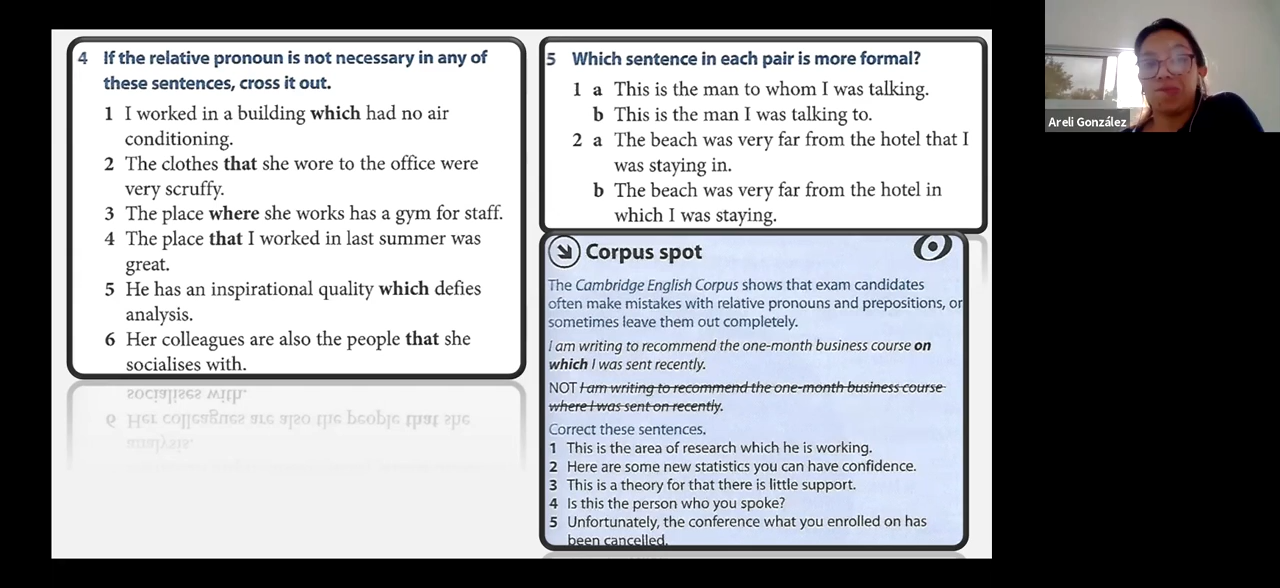 4 If the relative pronoun is not necessary in any of
these sentences, cross it out.
1 I worked in a building which had no air
conditioning.
2 The clothes that she wore to the office were
very scruffy.
3 The place where she works has a gym for staff.
4 The place that I worked in last summer was
great.
5 He has an inspirational quality which defies
analysis.
6 Her colleagues are also the people that she
socialises with.
5 Which sentence in each pair is more formal?
1 a This is the man to whom I was talking.
b This is the man I was talking to.
2 a The beach was very far from the hotel that I
was staying in.
b The beach was very far from the hotel in
which I was staying.
Corpus spot
The Cambridge English Corpus shows that exam candidates
often make mistakes with relative pronouns and prepositions, or
sometimes leave them out completely.
I am writing to recommend the one-month business course on
which I was sent recently.
NOT I am writing to recommend the one-month business course
where I was sent on recently.
Correct these sentences.
1 This is the area of research which he is working.
2 Here are some new statistics you can have confidence.
3 This is a theory for that there is little support.
4 Is this the person who you spoke?
5 Unfortunately, the conference what you enrolled on has
been cancelled.
Areli González